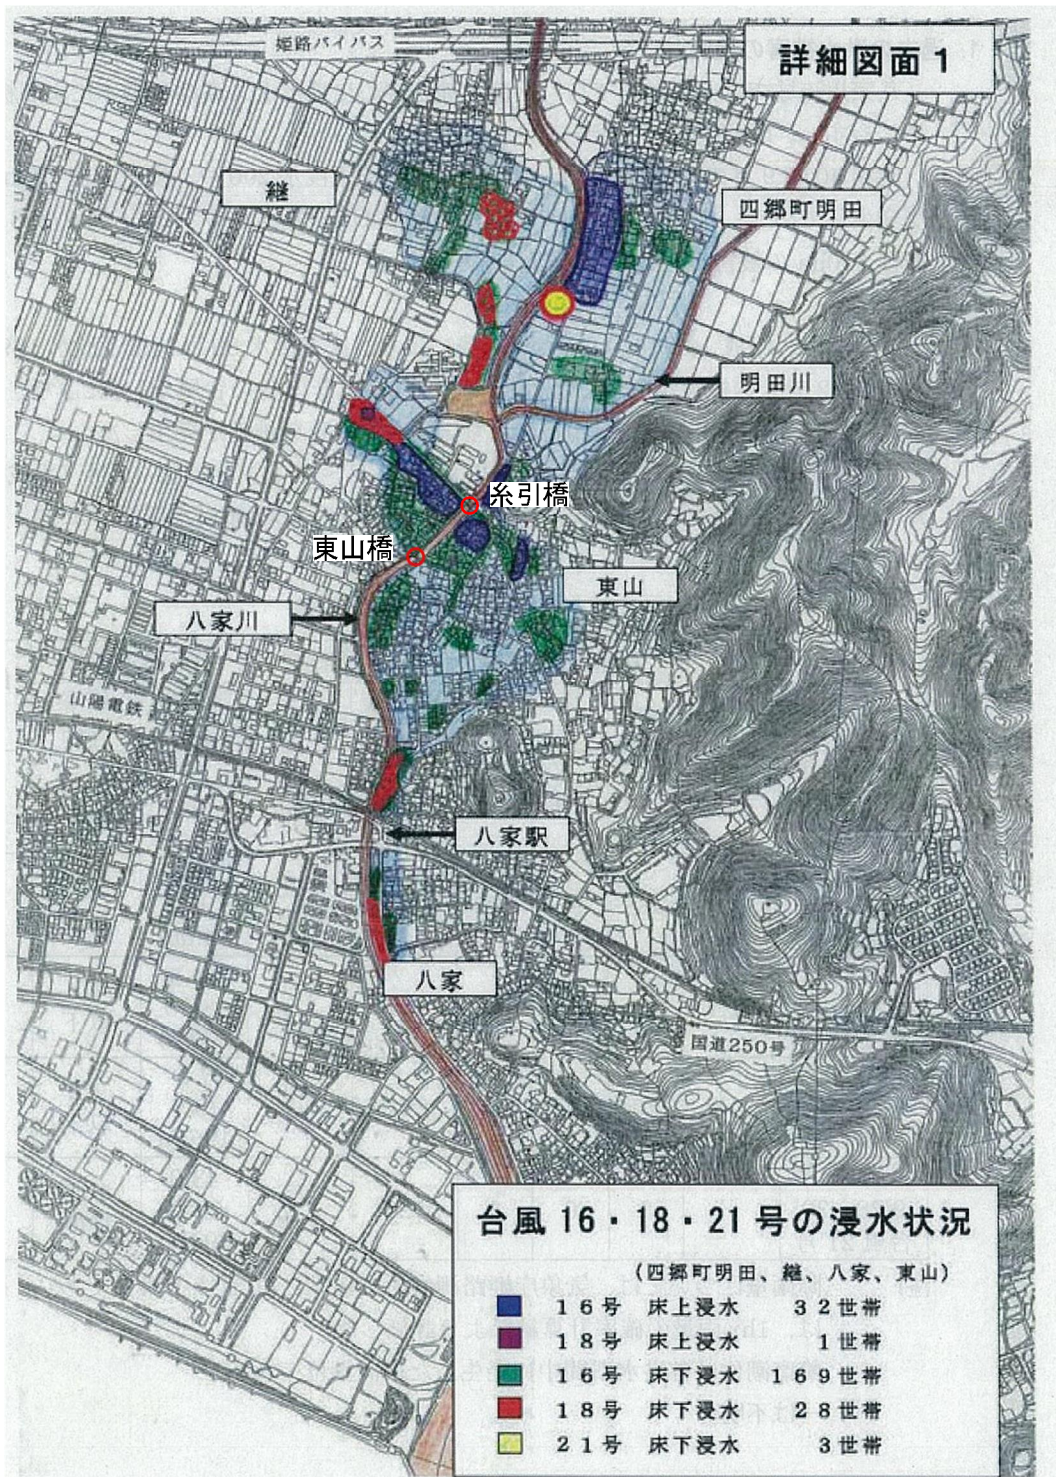 姫路バイパス
詳細図面1
継
四郷町明田
明田川
糸引橋
東山橋
東山
八家川
山陽電鉄
八家駅
八家
国道250号
台風16・18・21号の浸水状況
(四郷町明田、継、八家、東山)
16号 床上浸水 32世帯
18号 床上浸水 1世帯
16号 床下浸水 169世帯
18号 床下浸水 28世帯
21号 床下浸水 3世帯